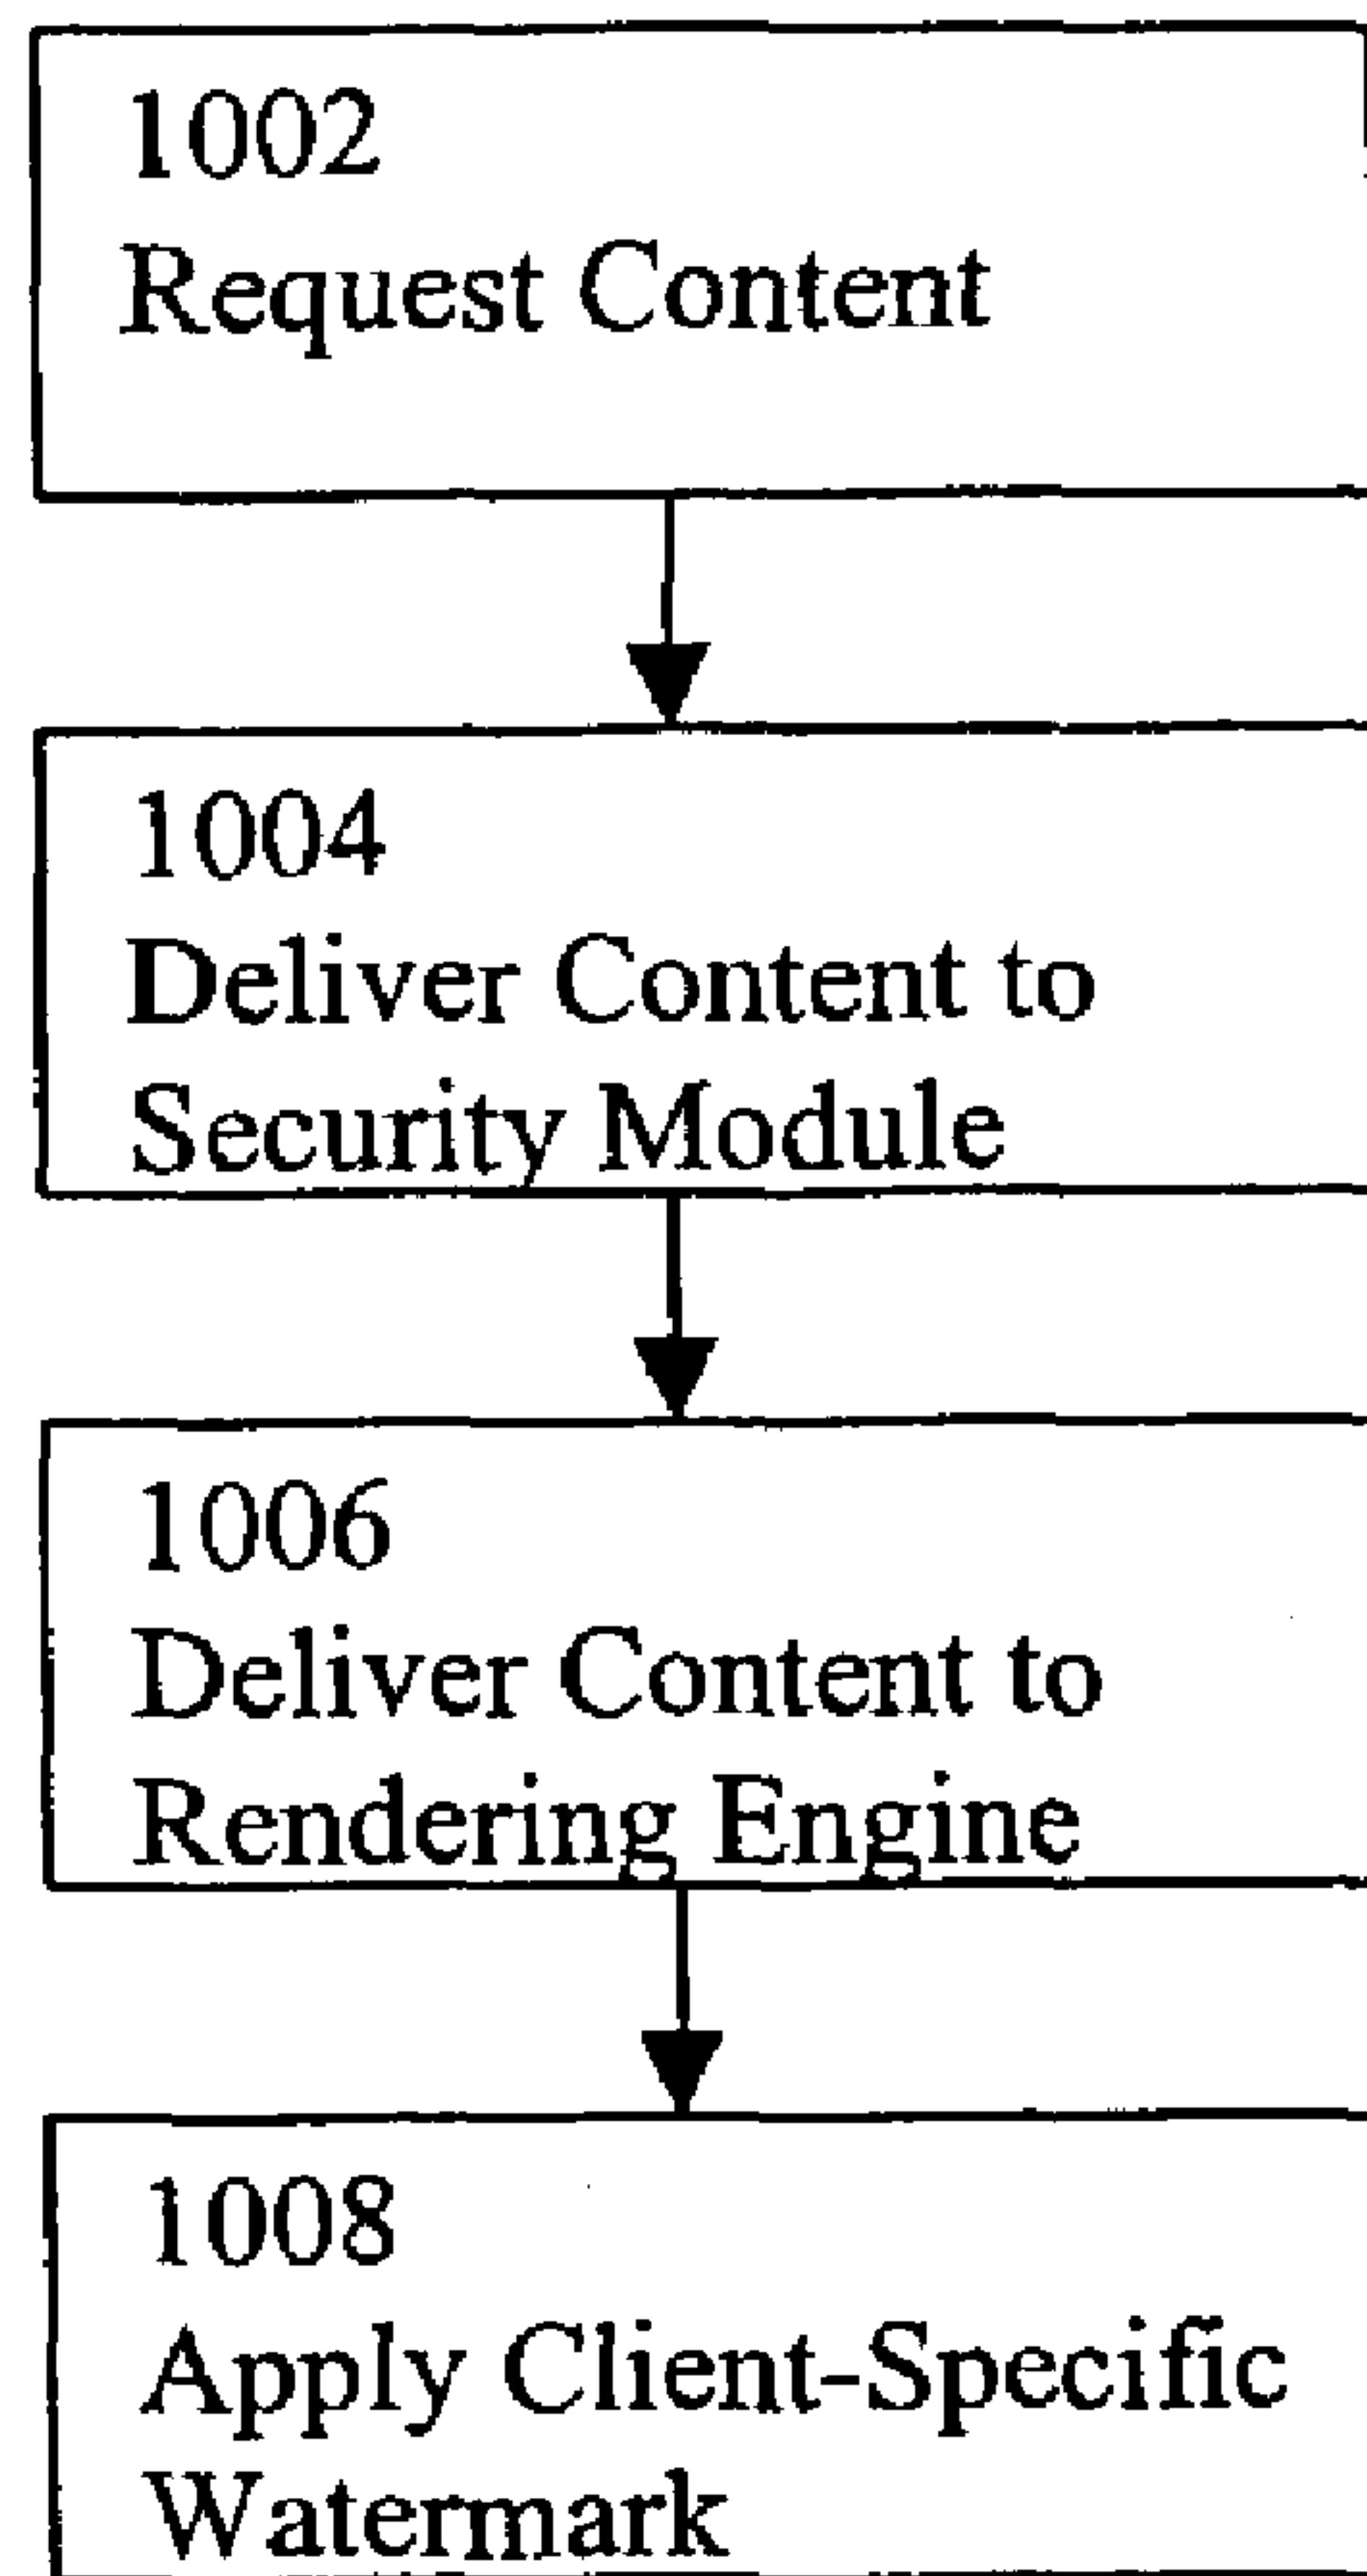 1002
Request Content
1004
Deliver Content to
Security Module
1006
Deliver Content to
Rendering Engine
1008
Apply Client-Specific
Watermark